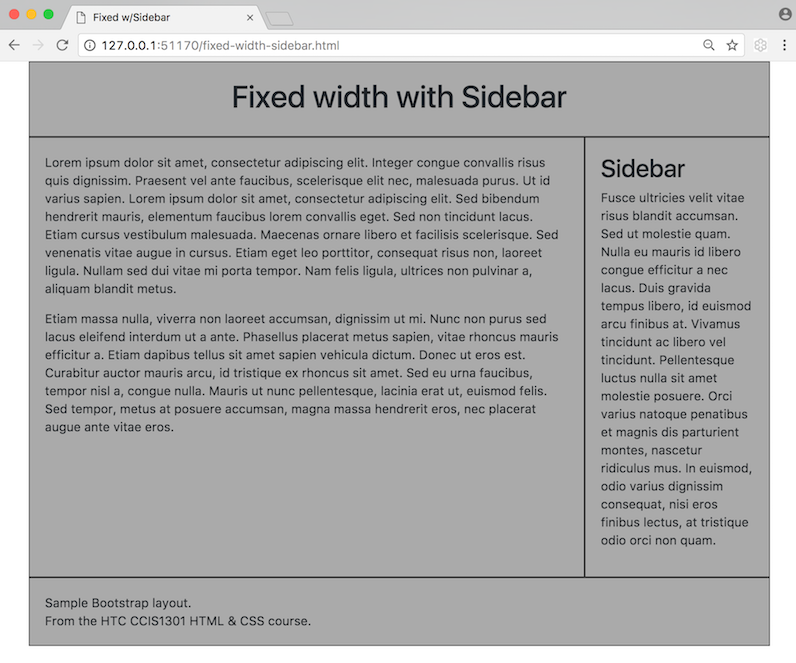 Fixed w/Sidebar
127.0.0.1:51170/fixed-width-sidebar.html
Fixed width with Sidebar
Lorem ipsum dolor sit amet, consectetur adipiscing elit. Integer congue convallis risus
quis dignissim. Praesent vel ante faucibus, scelerisque elit nec, malesuada purus. Ut id
varius sapien. Lorem ipsum dolor sit amet, consectetur adipiscing elit. Sed bibendum
hendrerit mauris, elementum faucibus lorem convallis eget. Sed non tincidunt lacus.
Etiam cursus vestibulum malesuada. Maecenas ornare libero et facilisis scelerisque. Sed
venenatis vitae augue in cursus. Etiam eget leo porttitor, consequat risus non, laoreet
ligula. Nullam sed dui vitae mi porta tempor. Nam felis ligula, ultrices non pulvinar a,
aliquam blandit metus.
Etiam massa nulla, viverra non laoreet accumsan, dignissim ut mi. Nunc non purus sed
lacus eleifend interdum ut a ante. Phasellus placerat metus sapien, vitae rhoncus mauris
efficitur a. Etiam dapibus tellus sit amet sapien vehicula dictum. Donec ut eros est.
Curabitur auctor mauris arcu, id tristique ex rhoncus sit amet. Sed eu urna faucibus,
tempor nisl a, congue nulla. Mauris ut nunc pellentesque, lacinia erat ut, euismod felis.
Sed tempor, metus at posuere accumsan, magna massa hendrerit eros, nec placerat
augue ante vitae eros.
Sidebar
Fusce ultricies velit vitae
risus blandit accumsan.
Sed ut molestie quam.
Nulla eu mauris id libero
congue efficitur a nec
lacus. Duis gravida
tempus libero, id euismod
arcu finibus at. Vivamus
tincidunt ac libero vel
tincidunt. Pellentesque
luctus nulla sit amet
molestie posuere. Orci
varius natoque penatibus
et magnis dis parturient
montes, nascetur
ridiculus mus. In euismod,
odio varius dignissim
consequat, nisi eros
finibus lectus, at tristique
odio orci non quam.
Sample Bootstrap layout.
From the HTC CCIS1301 HTML & CSS course.